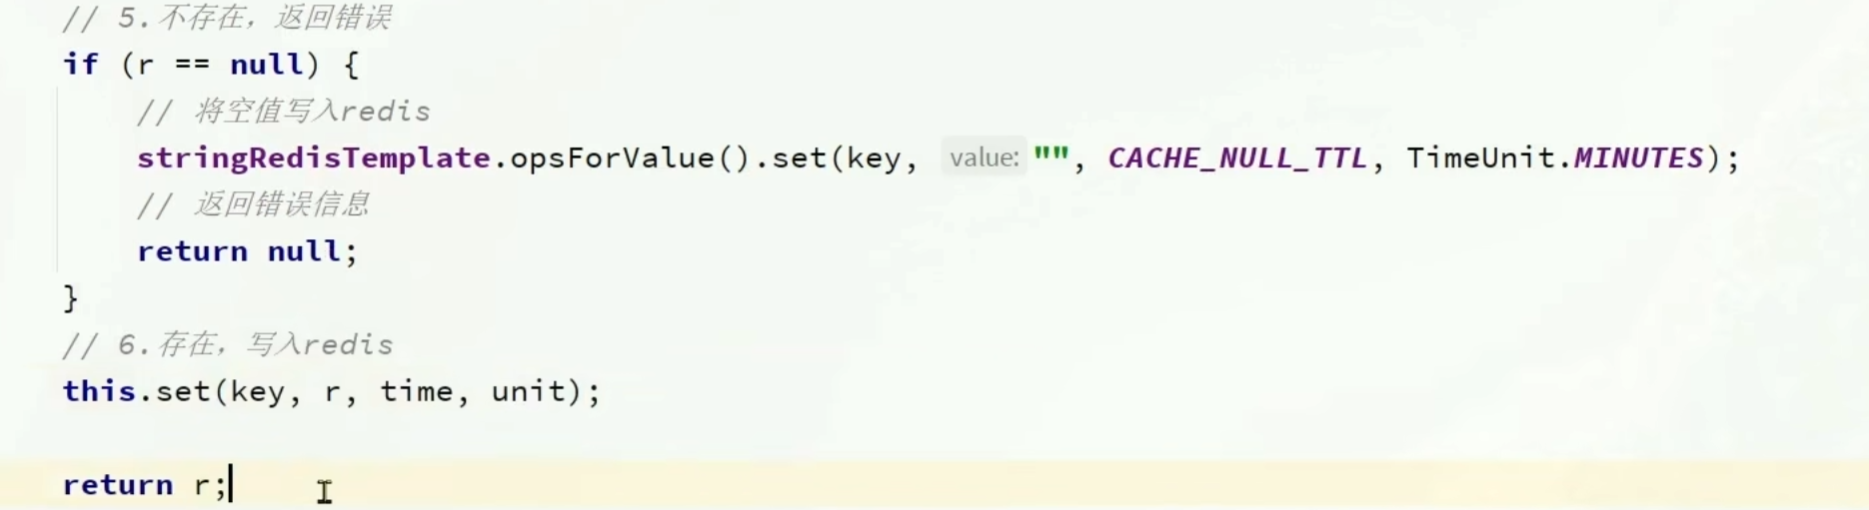 // 5.不存在，返回错误
if (r == null) {
// 将空值写入redis
stringRedisTemplate.opsForValue().set(key, value: "", CACHE_NULL_TTL, TimeUnit.MINUTES);
// 返回错误信息
return null;
}
// 6.存在，写入redis
this.set(key, r, time, unit);
return r;